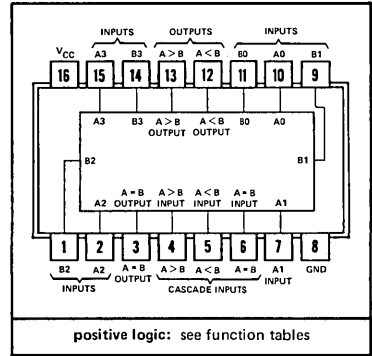 INPUTS OUTPUTS INPUTS
VCC A3 B3 A>B A<B B0 A0 B1
16 15 14 13 12 11 10 9
A3 B3 A>B A<B B0 A0
OUTPUT OUTPUT
B2 B1
A=B A>B A<B A=B
A2 OUTPUT INPUT INPUT INPUT A1
1 2 3 4 5 6 7 8
B2 A2 A=B A>B A<B A=B A1 GND
INPUTS OUTPUT CASCADE INPUTS INPUT
positive logic: see function tables